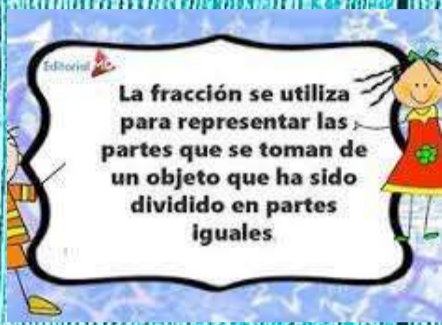 Editorial MD
La fracción se utiliza
para representar las
partes que se toman de
un objeto que ha sido
dividido en partes
iguales